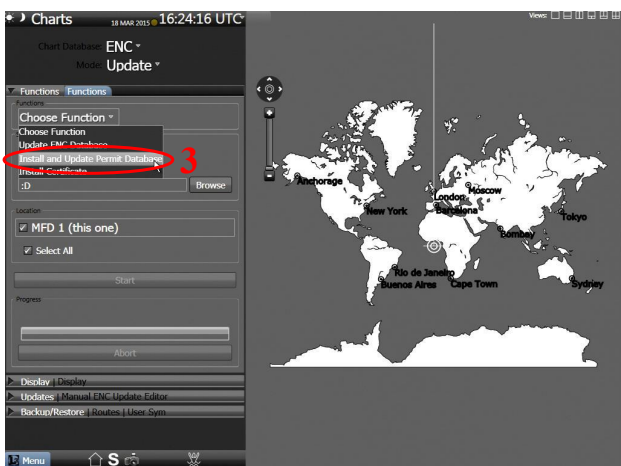 Charts 18 MAR 2015 16:24:16 UTC
Views:
Chart Database: ENC
Mode: Update
Functions Functions
Functions
Choose Function
Choose Function
Update ENC Database
Install and Update Permit Database
3
Install Certificate
:D Browse
Location
MFD 1 (this one)
Select All
Start
Progress
Abort
Display | Display
Updates | Manual ENC Update Editor
Backup/Restore | Routes | User Sym
Menu S
Anchorage
Moscow
London
New York
Barcelona
Tokyo
Bombay
Rio de Janeiro
Buenos Aires
Cape Town
Sydney